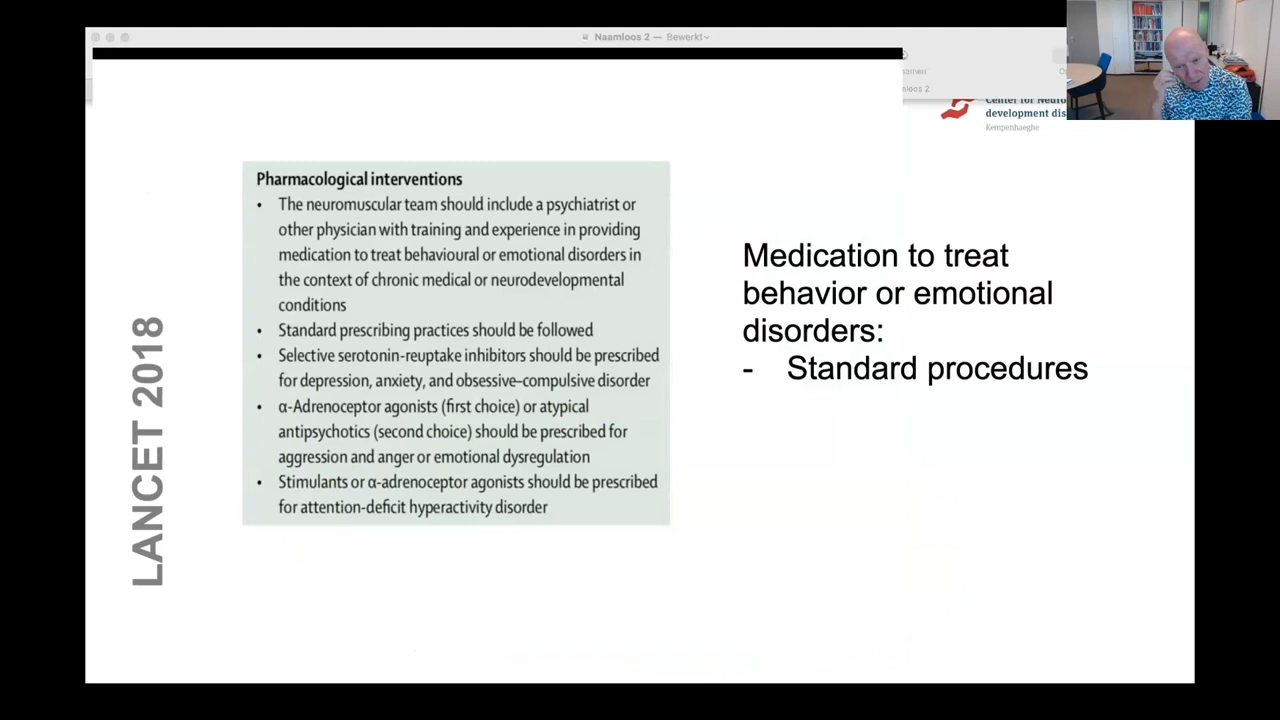 Naamloos 2 — Bewerkt
Center for Neuro
development dis
Kempenhaeghe
LANCET 2018
Pharmacological interventions
• The neuromuscular team should include a psychiatrist or
other physician with training and experience in providing
medication to treat behavioural or emotional disorders in
the context of chronic medical or neurodevelopmental
conditions
• Standard prescribing practices should be followed
• Selective serotonin-reuptake inhibitors should be prescribed
for depression, anxiety, and obsessive–compulsive disorder
• α-Adrenoceptor agonists (first choice) or atypical
antipsychotics (second choice) should be prescribed for
aggression and anger or emotional dysregulation
• Stimulants or α-adrenoceptor agonists should be prescribed
for attention-deficit hyperactivity disorder
Medication to treat
behavior or emotional
disorders:
- Standard procedures